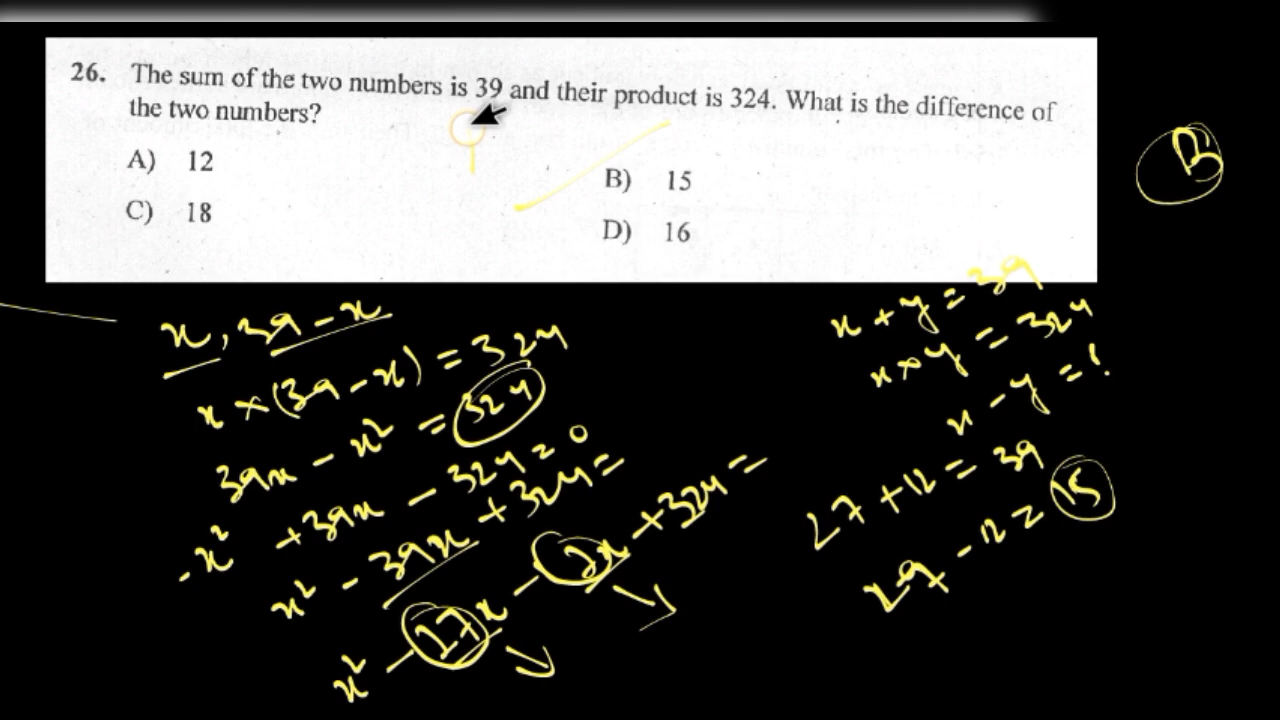 26. The sum of the two numbers is 39 and their product is 324. What is the difference of
the two numbers?
A) 12
B) 15
C) 18
D) 16
B
x, 39 - x
x × (39 - x) = 324
39x - x² = 324
- x² + 39x - 324 = 0
x² - 39x + 324 =
x² - 27x - 12x + 324 =
x + y = 39
x × y = 324
x - y = !
27 + 12 = 39
29 - 12 = 15